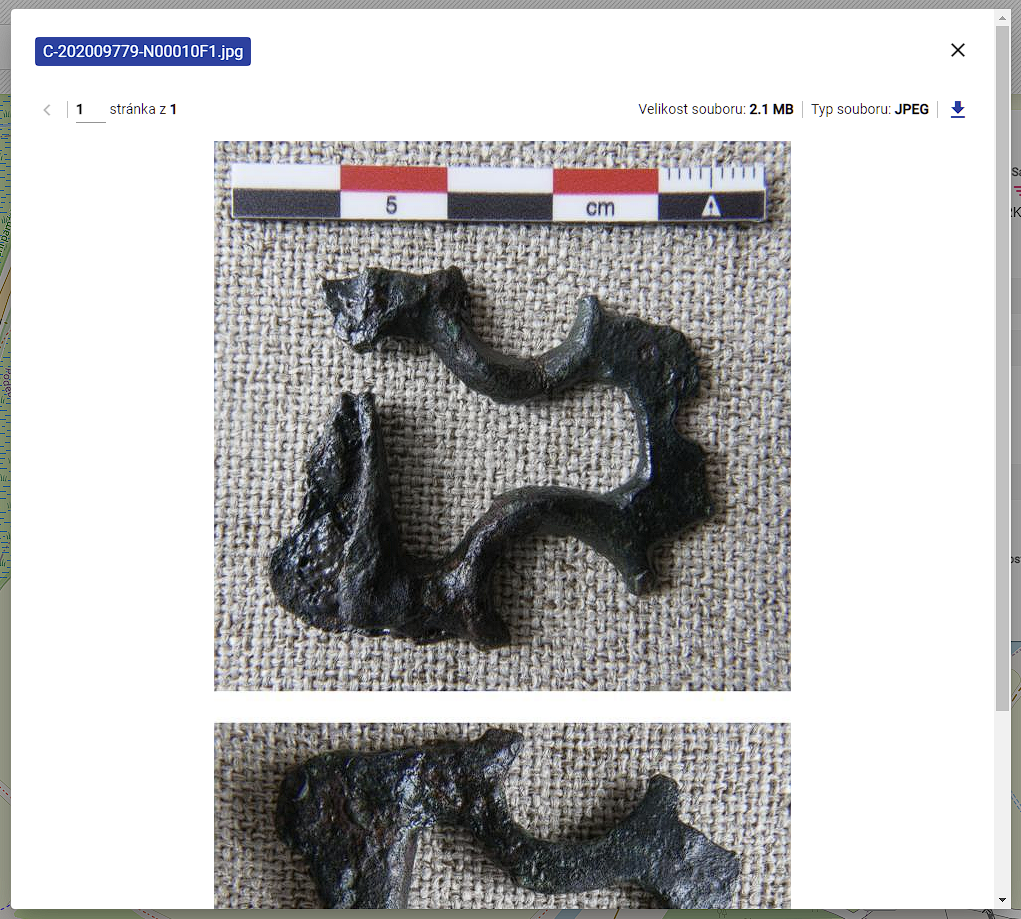 C-202009779-N00010F1.jpg
1 stránka z 1
Velikost souboru: 2.1 MB
Typ souboru: JPEG
5 cm